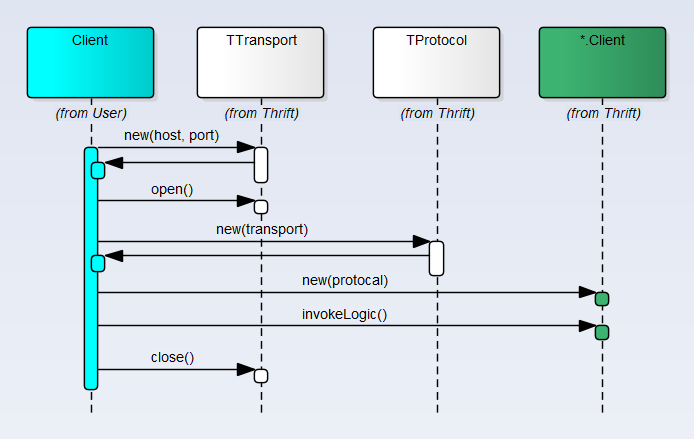 Client TTransport TProtocol *.Client
(from User) (from Thrift) (from Thrift) (from Thrift)
new(host, port)
open()
new(transport)
new(protocal)
invokeLogic()
close()